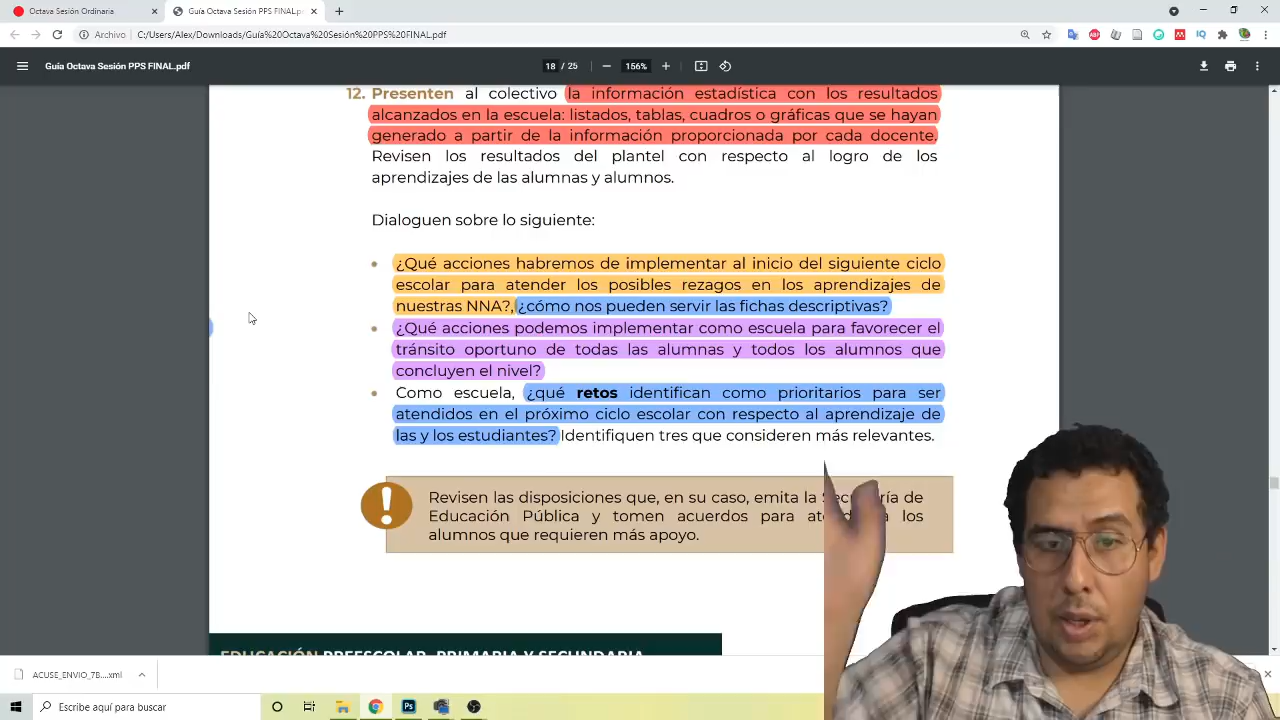 Octava Sesión Ordinaria
Guía Octava Sesión PPS FINAL.pdf
Archivo
C:/Users/Alex/Downloads/Guía%20Octava%20Sesión%20PPS%20FINAL.pdf
Guía Octava Sesión PPS FINAL.pdf
18 / 25
156%
12. Presenten al colectivo la información estadística con los resultados
alcanzados en la escuela: listados, tablas, cuadros o gráficas que se hayan
generado a partir de la información proporcionada por cada docente.
Revisen los resultados del plantel con respecto al logro de los
aprendizajes de las alumnas y alumnos.
Dialoguen sobre lo siguiente:
• ¿Qué acciones habremos de implementar al inicio del siguiente ciclo
escolar para atender los posibles rezagos en los aprendizajes de
nuestras NNA?, ¿cómo nos pueden servir las fichas descriptivas?
• ¿Qué acciones podemos implementar como escuela para favorecer el
tránsito oportuno de todas las alumnas y todos los alumnos que
concluyen el nivel?
• Como escuela, ¿qué retos identifican como prioritarios para ser
atendidos en el próximo ciclo escolar con respecto al aprendizaje de
las y los estudiantes? Identifiquen tres que consideren más relevantes.
Revisen las disposiciones que, en su caso, emita la Secretaría de
Educación Pública y tomen acuerdos para a los
alumnos que requieren más apoyo.
EDUCACIÓN PREESCOLAR, PRIMARIA Y SECUNDARIA
ACUSE_ENVIO_7B....xml
Escribe aquí para buscar